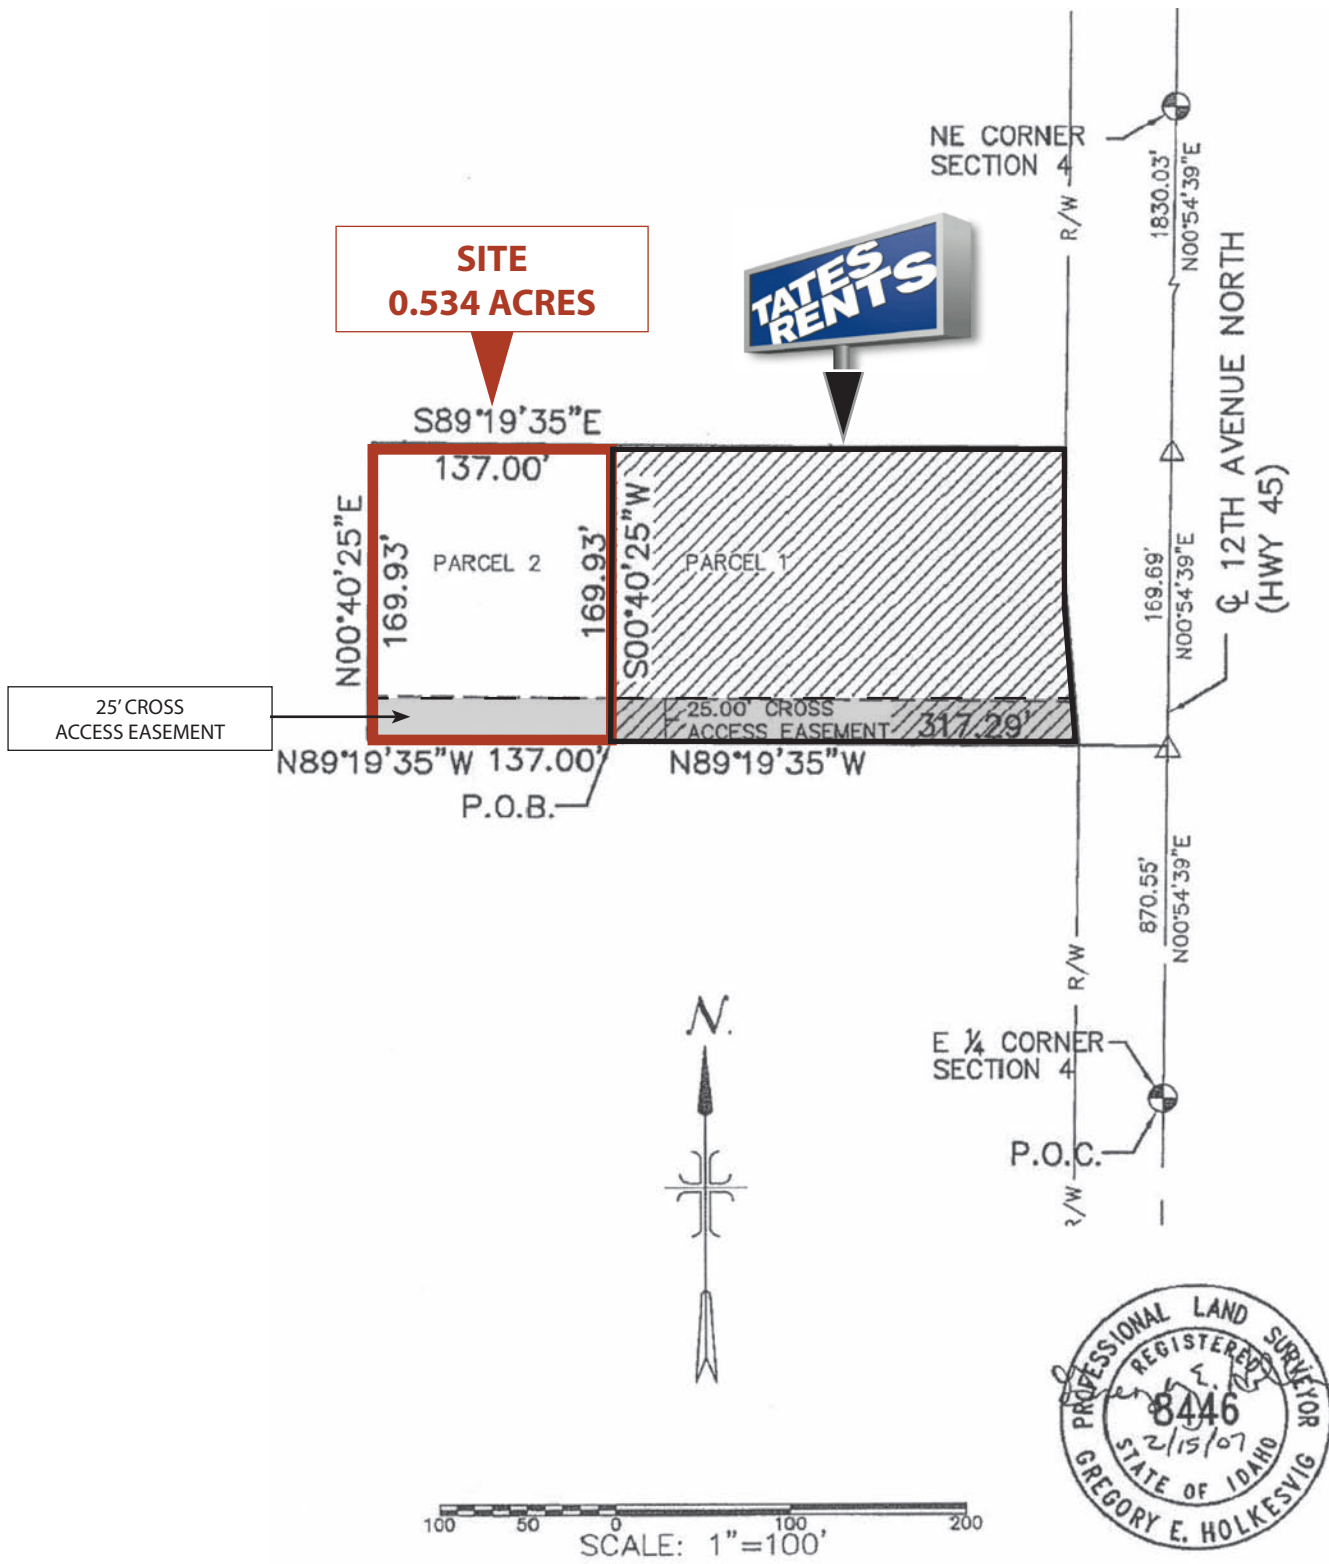 NE CORNER
SECTION 4
R/W
1830.03'
N00°54'39"E
SITE
0.534 ACRES
TATES
RENTS
℄ 12TH AVENUE NORTH
(HWY 45)
S89°19'35"E
137.00'
N00°40'25"E
169.93'
PARCEL 2
169.93'
S00°40'25"W
PARCEL 1
169.69'
N00°54'39"E
25' CROSS
ACCESS EASEMENT
25.00' CROSS
ACCESS EASEMENT
317.29'
N89°19'35"W 137.00'
N89°19'35"W
P.O.B.
870.55'
N00°54'39"E
R/W
N.
E ¼ CORNER
SECTION 4
P.O.C.
R/W
PROFESSIONAL LAND SURVEYOR
REGISTERED
8446
2/15/07
STATE OF IDAHO
GREGORY E. HOLKESVIG
100 50 0 100 200
SCALE: 1"=100'